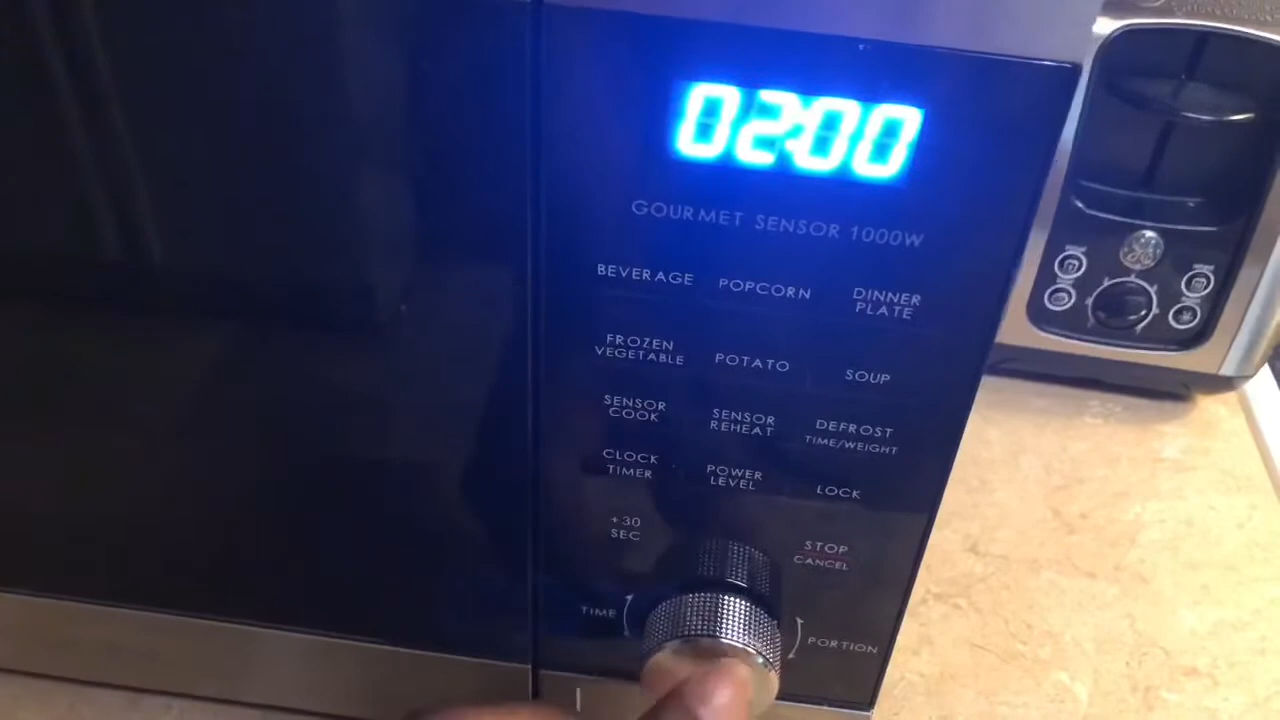 02:00
GOURMET SENSOR 1000W
BEVERAGE
POPCORN
DINNER
PLATE
FROZEN
VEGETABLE
POTATO
SOUP
SENSOR
COOK
SENSOR
REHEAT
DEFROST
TIME/WEIGHT
CLOCK
TIMER
POWER
LEVEL
LOCK
+30
SEC
STOP
CANCEL
TIME
PORTION
GE